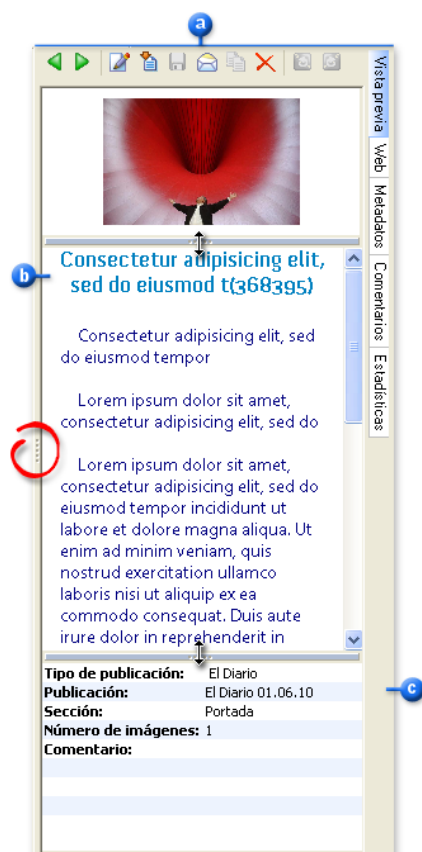 a
Vista previa
Web
Metadatos
Comentarios
Estadísticas
b
Consectetur adipisicing elit,
sed do eiusmod t(368395)
Consectetur adipisicing elit, sed
do eiusmod tempor
Lorem ipsum dolor sit amet,
consectetur adipisicing elit, sed do
Lorem ipsum dolor sit amet,
consectetur adipisicing elit, sed do
eiusmod tempor incididunt ut
labore et dolore magna aliqua. Ut
enim ad minim veniam, quis
nostrud exercitation ullamco
laboris nisi ut aliquip ex ea
commodo consequat. Duis aute
irure dolor in reprehenderit in
Tipo de publicación: El Diario
Publicación: El Diario 01.06.10
c
Sección: Portada
Número de imágenes: 1
Comentario: